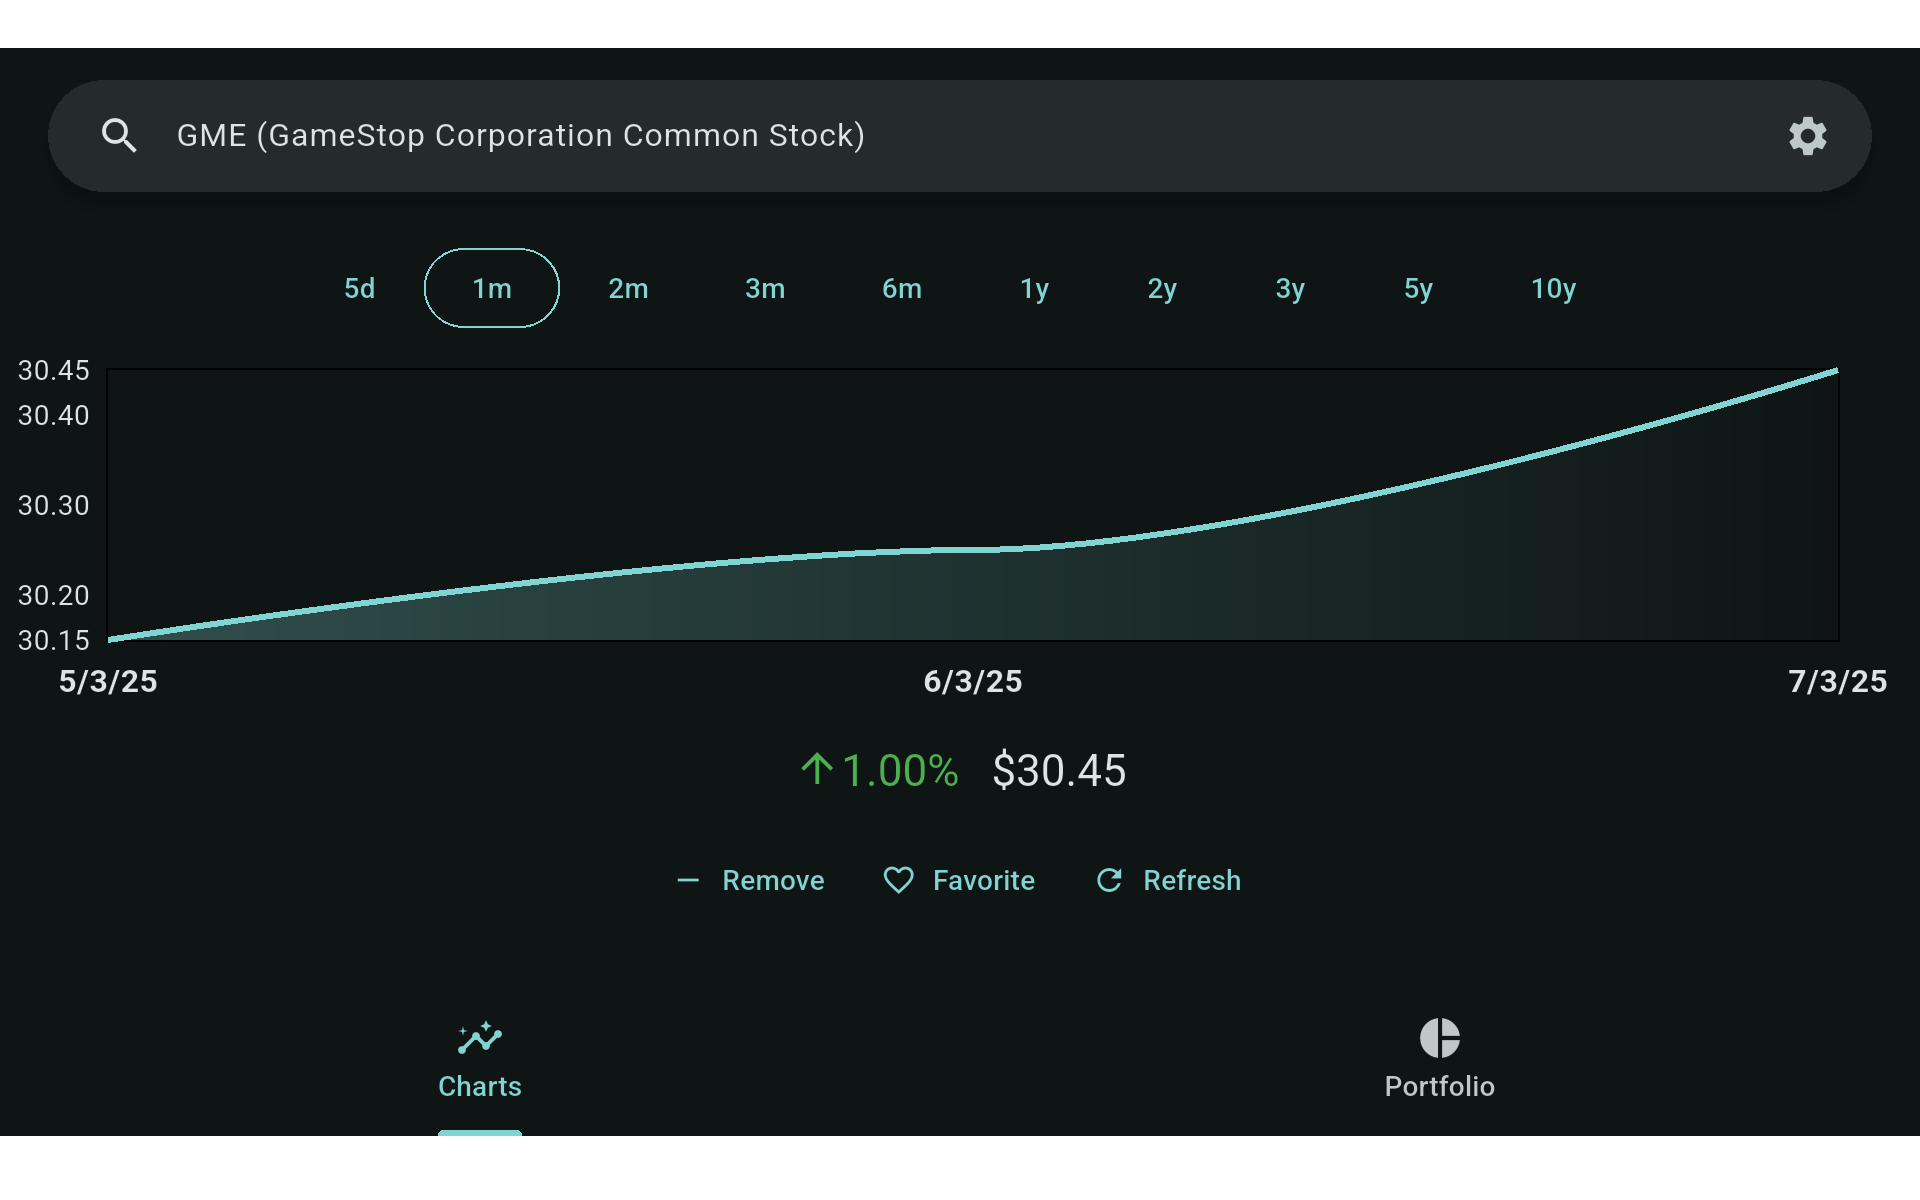 GME (GameStop Corporation Common Stock)
5d 1m 2m 3m 6m 1y 2y 3y 5y 10y
30.45
30.40
30.30
30.20
30.15
5/3/25 6/3/25 7/3/25
1.00% $30.45
Remove Favorite Refresh
Charts Portfolio